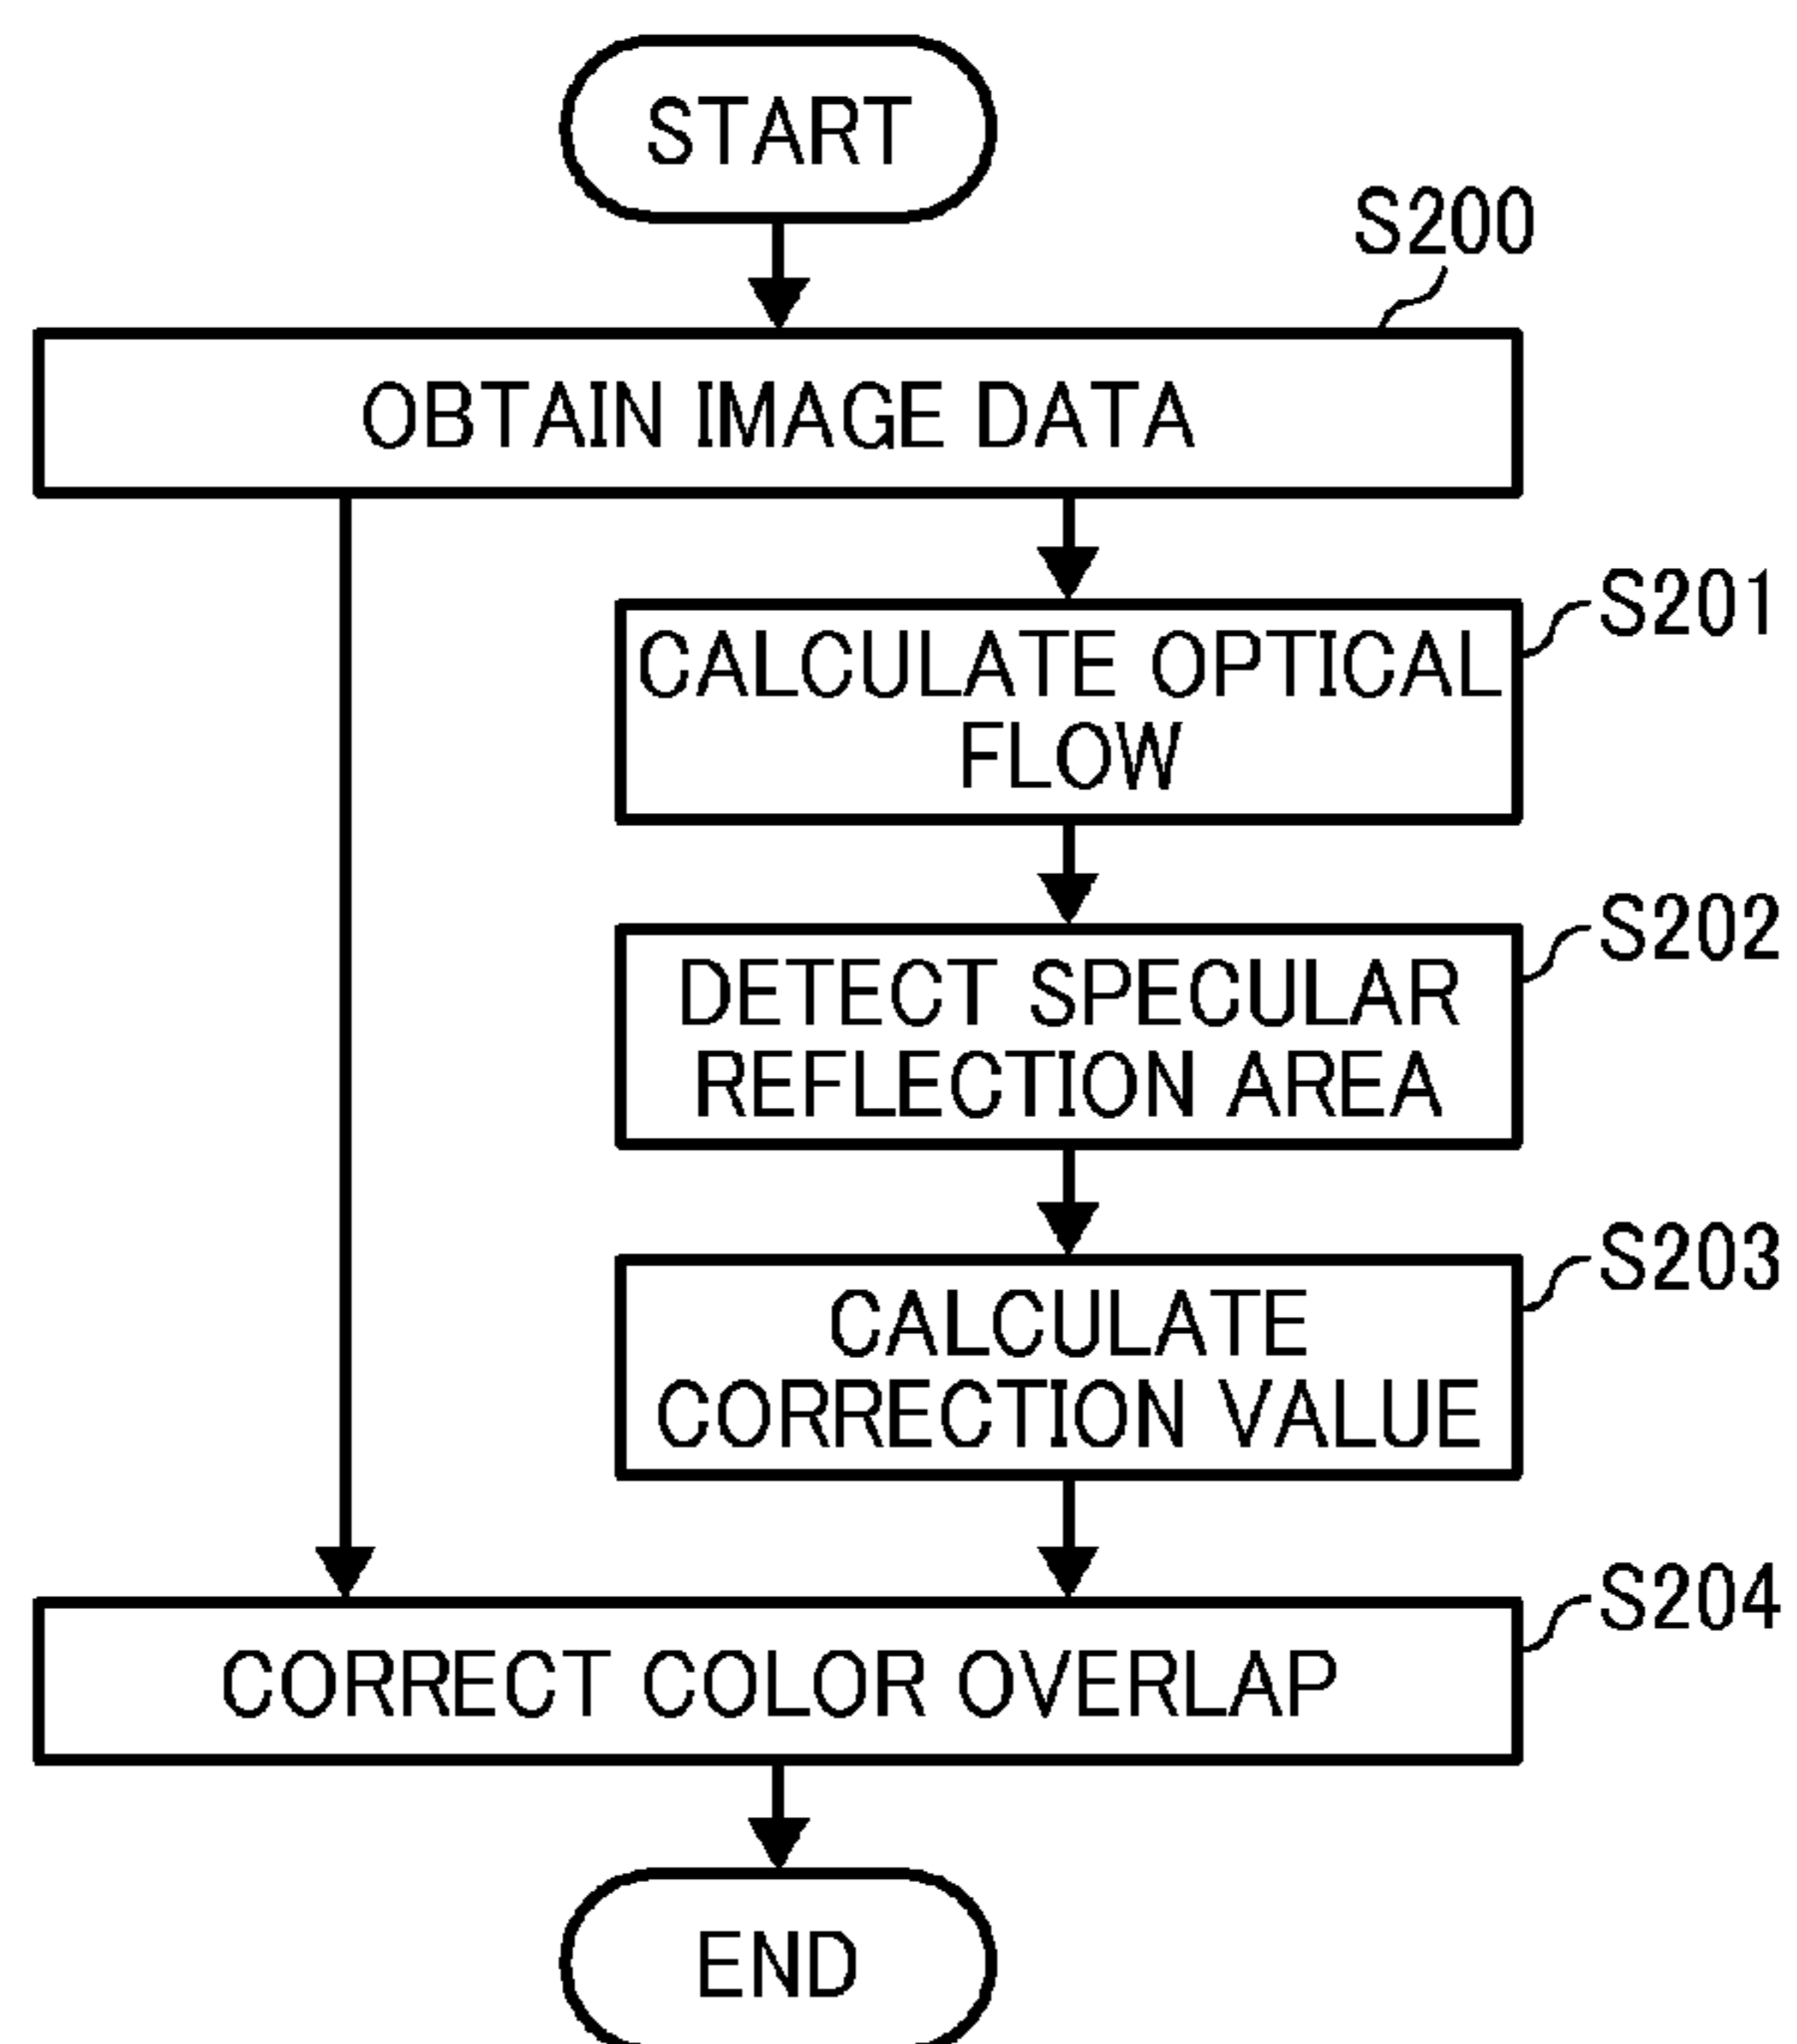 START
S200
OBTAIN IMAGE DATA
S201
CALCULATE OPTICAL
FLOW
S202
DETECT SPECULAR
REFLECTION AREA
S203
CALCULATE
CORRECTION VALUE
S204
CORRECT COLOR OVERLAP
END